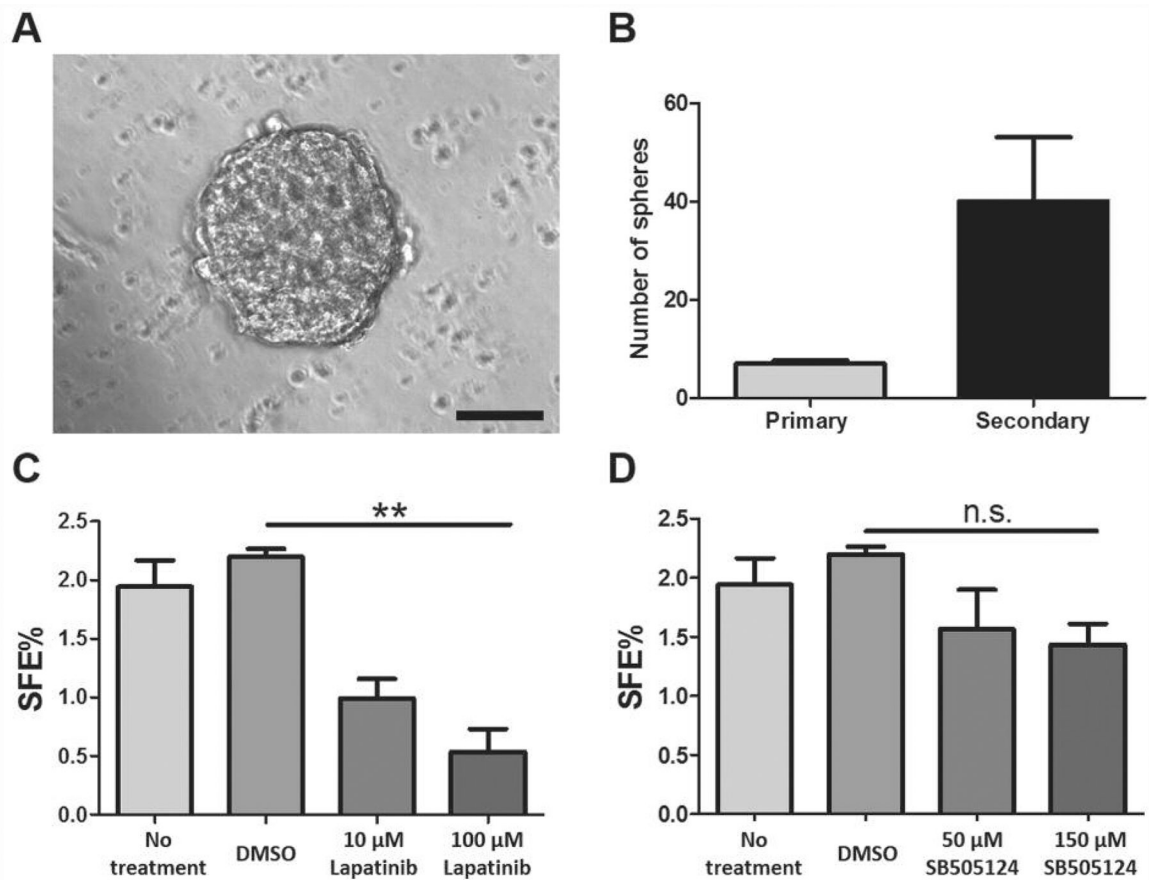 A
B
Number of spheres
60
40
20
0
Primary
Secondary
C
SFE%
2.5
2.0
1.5
1.0
0.5
0.0
**
No
treatment
DMSO
10 µM
Lapatinib
100 µM
Lapatinib
D
SFE%
2.5
2.0
1.5
1.0
0.5
0.0
n.s.
No
treatment
DMSO
50 µM
SB505124
150 µM
SB505124